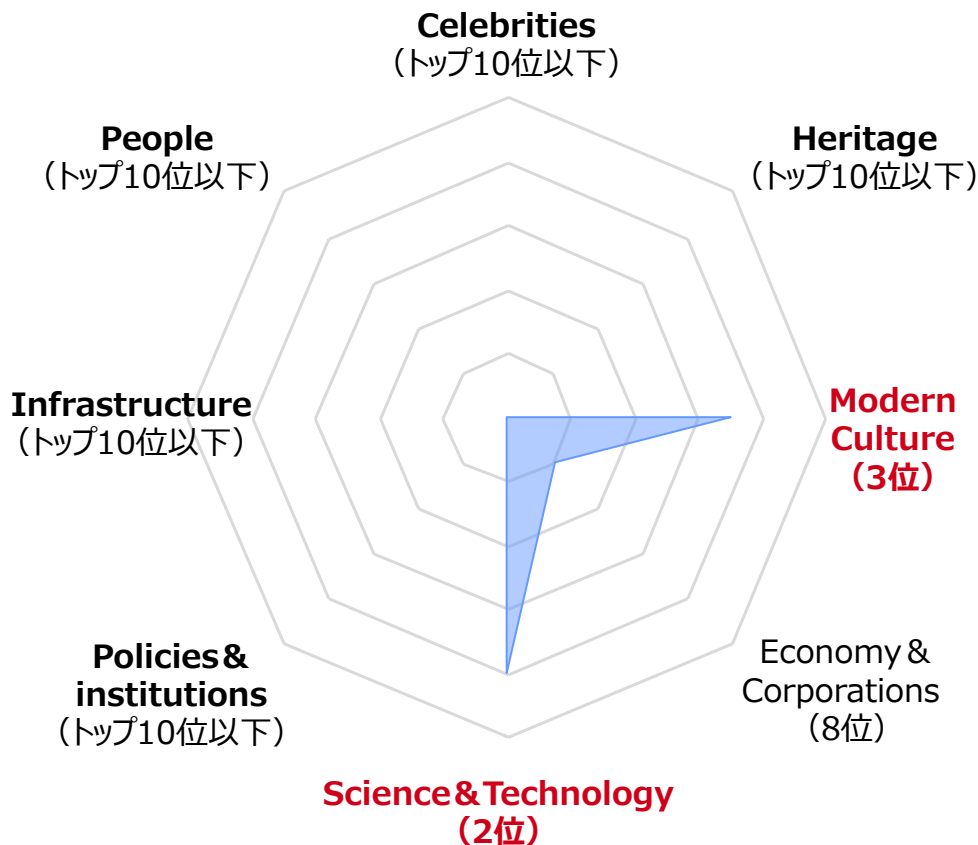 Celebrities
（トップ10位以下）
People
（トップ10位以下）
Heritage
（トップ10位以下）
Infrastructure
（トップ10位以下）
Modern
Culture
（3位）
Policies＆
institutions
（トップ10位以下）
Economy＆
Corporations
（8位）
Science＆Technology
（2位）